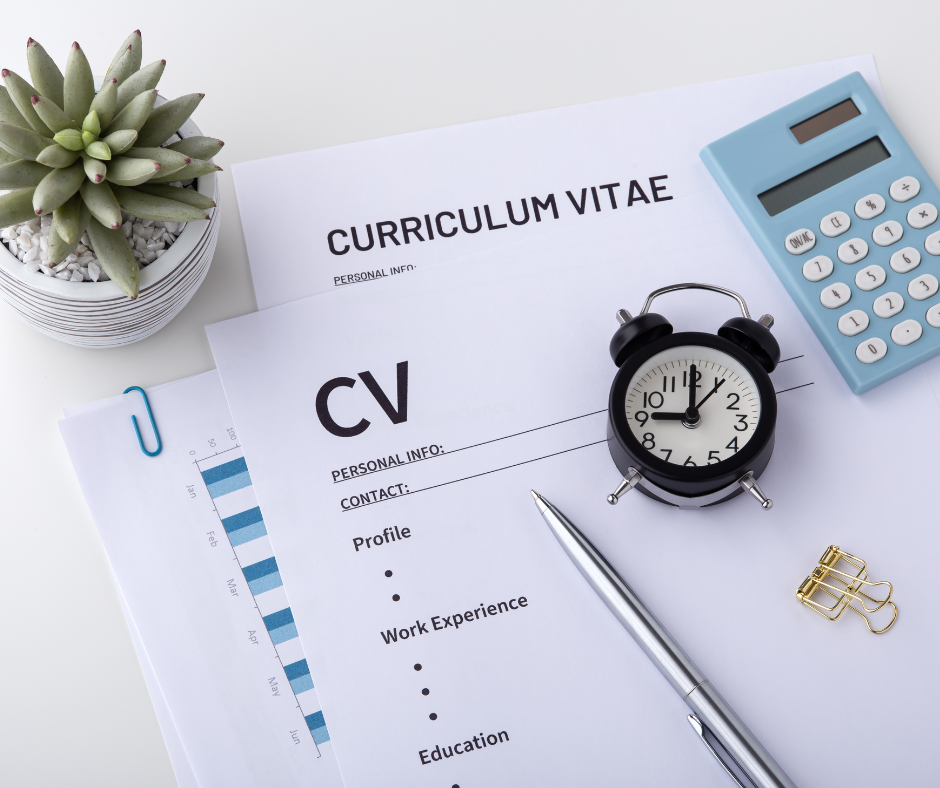 CURRICULUM VITAE
PERSONAL INFO:
CV
PERSONAL INFO:
CONTACT:
Profile
Work Experience
Education
0 50 100
Jan
Feb
Mar
Apr
May
Jun
12 1 2 3 4 5 6 7 8 9 10 11
ON/AC CE % ÷
7 8 9 ×
4 5 6
1 2 3
0 ·